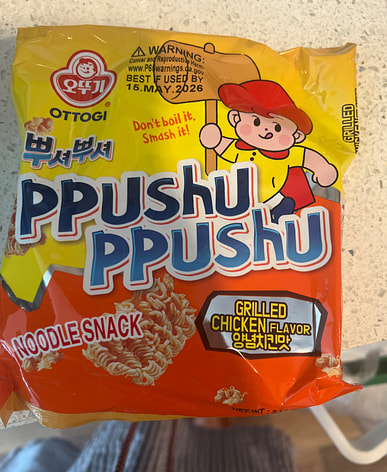 ⚠ WARNING:
Cancer and Reproductive Harm
www.P65warnings.ca.gov
BEST IF USED BY
15.MAY.2026
오뚜기
OTTOGI
Don't boil it,
Smash it!
GRILLED
뿌셔뿌셔
PPUSHU
PPUSHU
NOODLE SNACK
GRILLED
CHICKEN FLAVOR
양념치킨맛
NET WT.